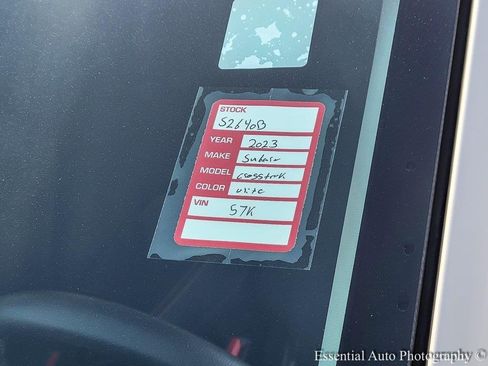 STOCK
S2640B
YEAR 2023
MAKE Subaru
MODEL crosstrek
COLOR white
VIN
57K
Essential Auto Photography ©